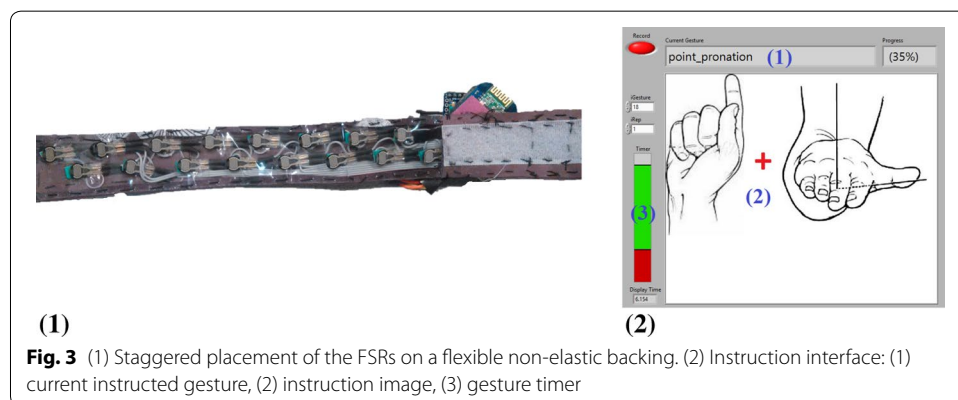 Record
Current Gesture
Progress
point_pronation (1)
(35%)
iGesture
18
iRep
1
Timer
(3)
(2)
Display Time
6.154
(1)
(2)
Fig. 3 (1) Staggered placement of the FSRs on a flexible non-elastic backing. (2) Instruction interface: (1)
current instructed gesture, (2) instruction image, (3) gesture timer